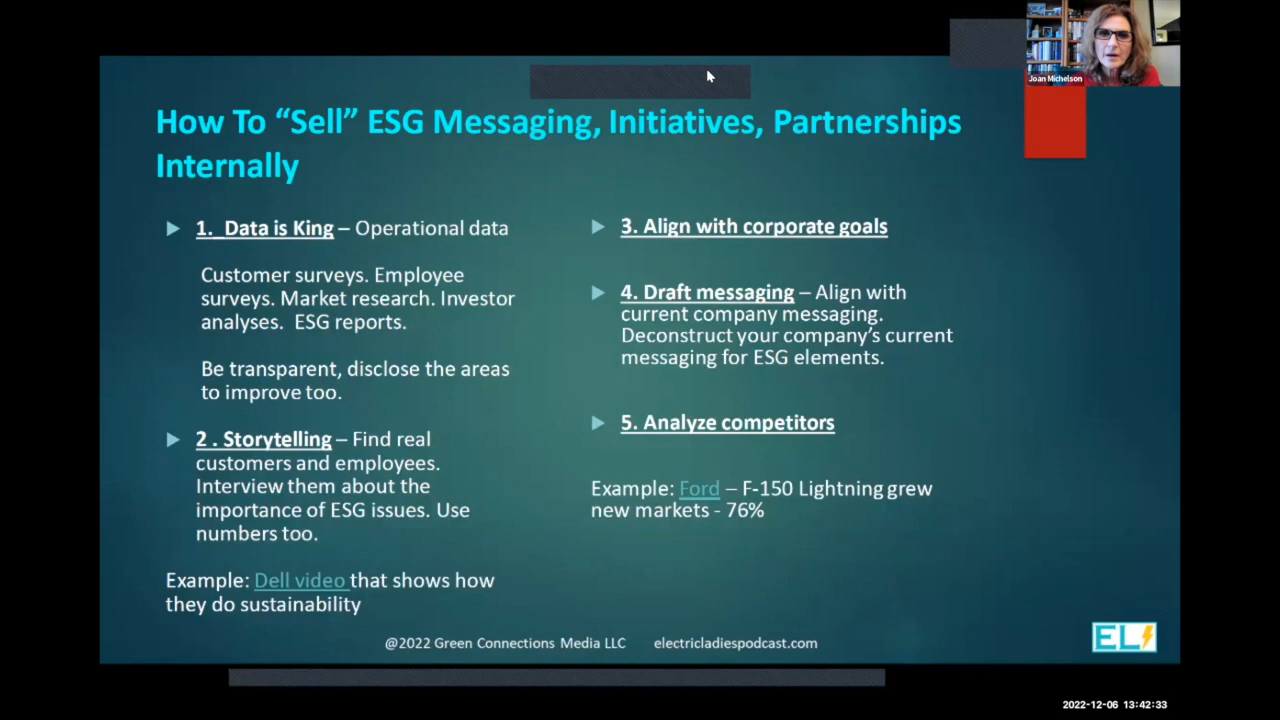 Joan Michelson
How To “Sell” ESG Messaging, Initiatives, Partnerships
Internally
1. Data is King – Operational data
Customer surveys. Employee
surveys. Market research. Investor
analyses. ESG reports.
Be transparent, disclose the areas
to improve too.
2 . Storytelling – Find real
customers and employees.
Interview them about the
importance of ESG issues. Use
numbers too.
Example: Dell video that shows how
they do sustainability
3. Align with corporate goals
4. Draft messaging – Align with
current company messaging.
Deconstruct your company’s current
messaging for ESG elements.
5. Analyze competitors
Example: Ford – F-150 Lightning grew
new markets - 76%
@2022 Green Connections Media LLC electricladiespodcast.com
EL
2022-12-06 13:42:33